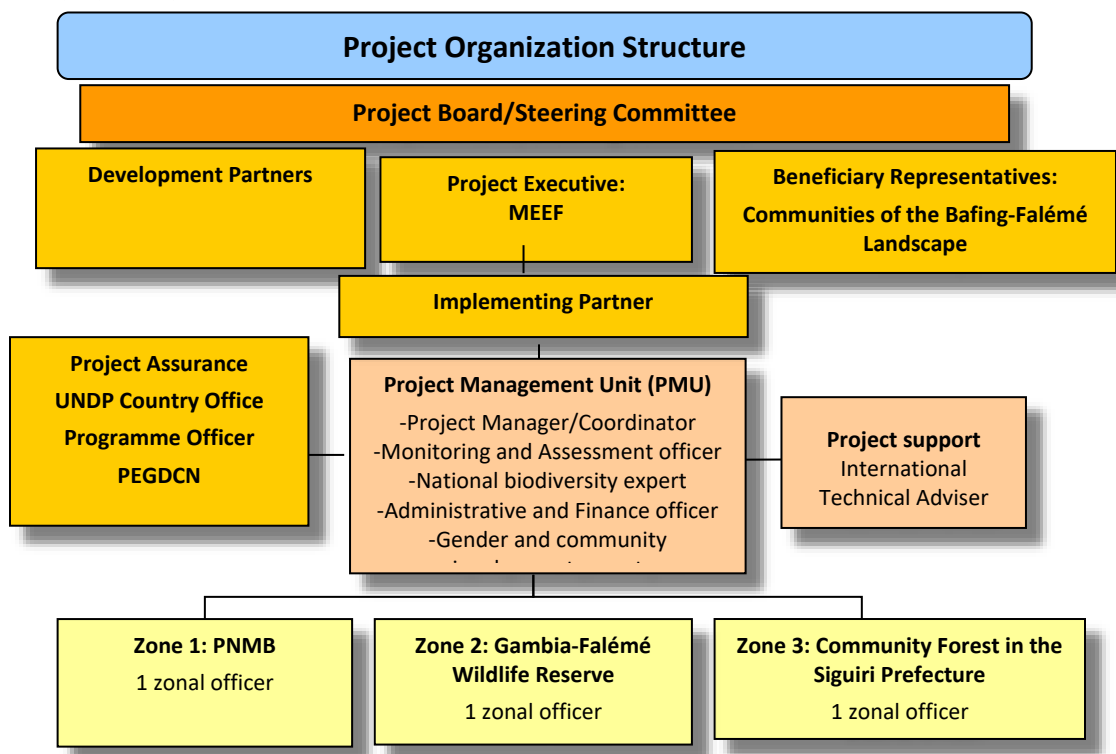 Project Organization Structure
Project Board/Steering Committee
Development Partners
Project Executive:
MEEF
Beneficiary Representatives:
Communities of the Bafing-Falémé
Landscape
Implementing Partner
Project Assurance
UNDP Country Office
Programme Officer
PEGDCN
Project Management Unit (PMU)
-Project Manager/Coordinator
-Monitoring and Assessment officer
-National biodiversity expert
-Administrative and Finance officer
-Gender and community
Project support
International
Technical Adviser
Zone 1: PNMB
1 zonal officer
Zone 2: Gambia-Falémé
Wildlife Reserve
1 zonal officer
Zone 3: Community Forest in the
Siguiri Prefecture
1 zonal officer